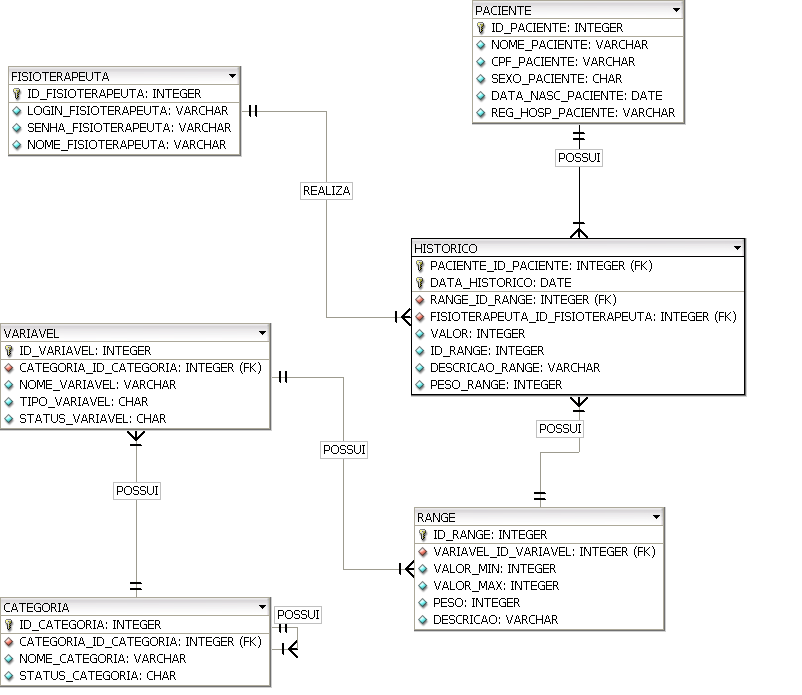 PACIENTE
ID_PACIENTE: INTEGER
NOME_PACIENTE: VARCHAR
CPF_PACIENTE: VARCHAR
SEXO_PACIENTE: CHAR
DATA_NASC_PACIENTE: DATE
REG_HOSP_PACIENTE: VARCHAR
FISIOTERAPEUTA
ID_FISIOTERAPEUTA: INTEGER
LOGIN_FISIOTERAPEUTA: VARCHAR
SENHA_FISIOTERAPEUTA: VARCHAR
NOME_FISIOTERAPEUTA: VARCHAR
POSSUI
REALIZA
HISTORICO
PACIENTE_ID_PACIENTE: INTEGER (FK)
DATA_HISTORICO: DATE
RANGE_ID_RANGE: INTEGER (FK)
FISIOTERAPEUTA_ID_FISIOTERAPEUTA: INTEGER (FK)
VALOR: INTEGER
ID_RANGE: INTEGER
DESCRICAO_RANGE: VARCHAR
PESO_RANGE: INTEGER
VARIAVEL
ID_VARIAVEL: INTEGER
CATEGORIA_ID_CATEGORIA: INTEGER (FK)
NOME_VARIAVEL: VARCHAR
TIPO_VARIAVEL: CHAR
STATUS_VARIAVEL: CHAR
POSSUI
POSSUI
POSSUI
RANGE
ID_RANGE: INTEGER
VARIAVEL_ID_VARIAVEL: INTEGER (FK)
VALOR_MIN: INTEGER
VALOR_MAX: INTEGER
PESO: INTEGER
DESCRICAO: VARCHAR
CATEGORIA
ID_CATEGORIA: INTEGER
CATEGORIA_ID_CATEGORIA: INTEGER (FK)
NOME_CATEGORIA: VARCHAR
STATUS_CATEGORIA: CHAR
POSSUI